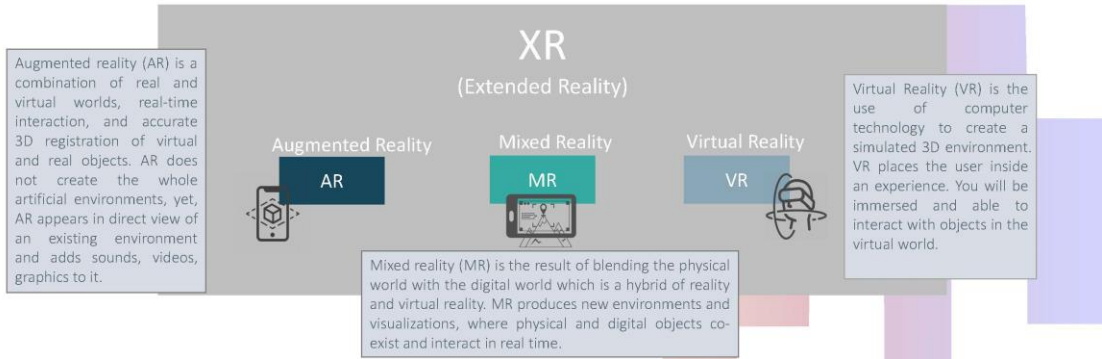 XR
(Extended Reality)
Augmented reality (AR) is a
combination of real and
virtual worlds, real-time
interaction, and accurate
3D registration of virtual
and real objects. AR does
not create the whole
artificial environments, yet,
AR appears in direct view of
an existing environment
and adds sounds, videos,
graphics to it.
Augmented Reality
AR
Mixed Reality
MR
Virtual Reality
VR
Mixed reality (MR) is the result of blending the physical
world with the digital world which is a hybrid of reality
and virtual reality. MR produces new environments and
visualizations, where physical and digital objects co-
exist and interact in real time.
Virtual Reality (VR) is the
use of computer
technology to create a
simulated 3D environment.
VR places the user inside
an experience. You will be
immersed and able to
interact with objects in the
virtual world.